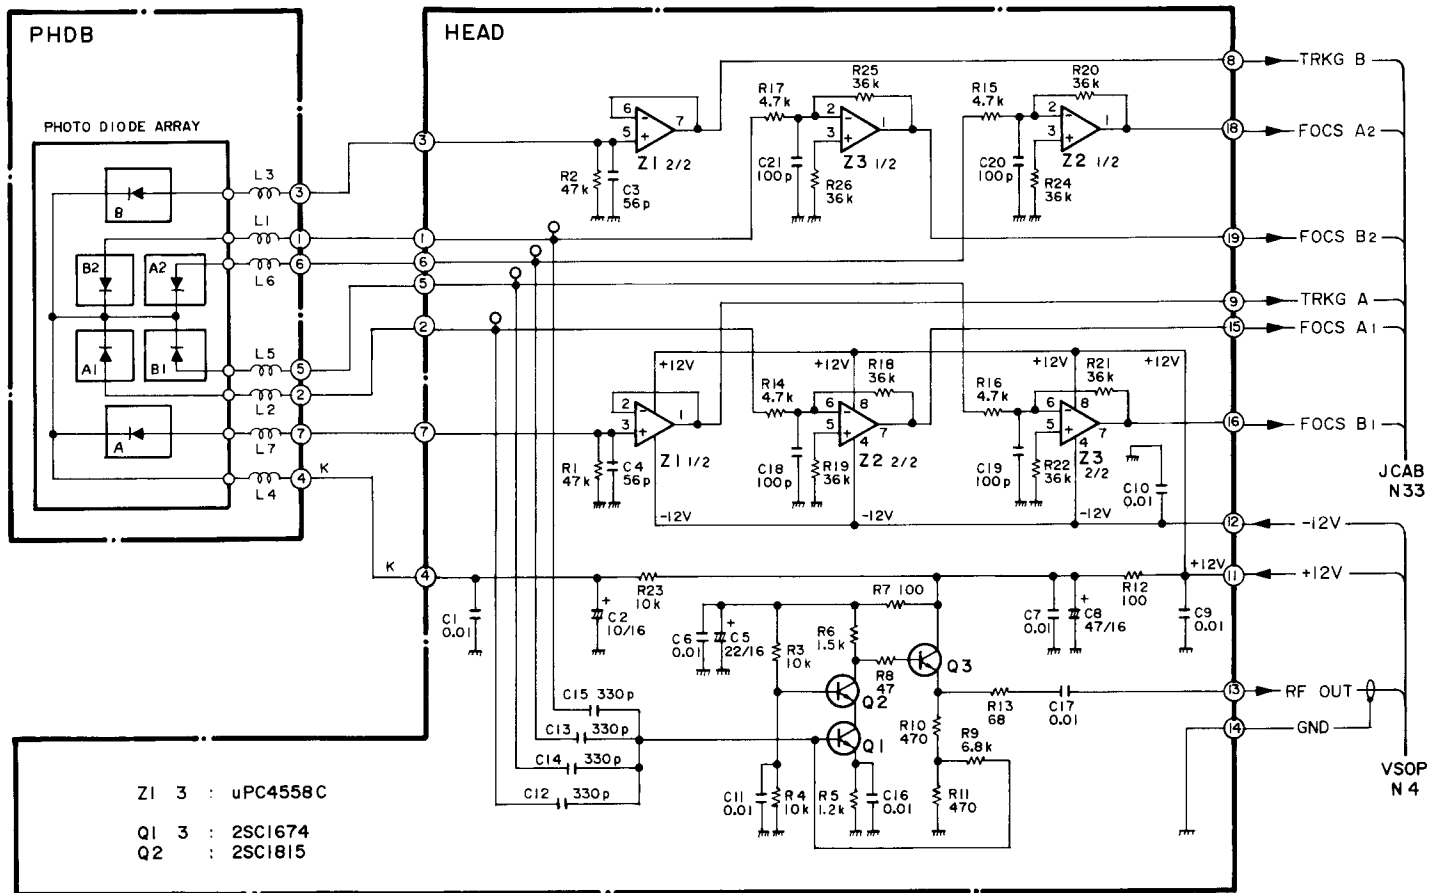 PHDB
HEAD
PHOTO DIODE ARRAY
B
L3
3
3
L1
1
1
B2
A2
6
6
L6
5
2
A1
B1
L5
5
L2
2
A
L7
7
7
K
4
L4
K
4
6
5
7
Z1 2/2
R2
47k
C3
56p
R17
4.7k
R25
36k
2
3
1
Z3 1/2
C21
100p
R26
36k
R15
4.7k
R20
36k
2
3
1
Z2 1/2
C20
100p
R24
36k
8
TRKG B
18
FOCS A2
19
FOCS B2
9
TRKG A
15
FOCS A1
16
FOCS B1
JCAB
N33
12
-12V
11
+12V
+12V
+12V
+12V
+12V
2
3
1
Z1 1/2
R1
47k
C4
56p
R14
4.7k
R18
36k
6
5
8
4
7
Z2 2/2
C18
100p
R19
36k
R16
4.7k
R21
36k
6
5
8
4
7
Z3
2/2
C19
100p
R22
36k
C10
0.01
-12V
-12V
-12V
+12V
C1
0.01
+
C2
10/16
R23
10k
R7 100
C6
0.01
+
C5
22/16
R3
10k
R6
1.5k
R8
47
Q3
Q2
Q1
C7
0.01
+
C8
47/16
R12
100
C9
0.01
R13
68
C17
0.01
13
RF OUT
14
GND
R10
470
R9
6.8k
R11
470
C15 330p
C13 330p
C14 330p
C12 330p
C11
0.01
R4
10k
R5
1.2k
C16
0.01
VSOP
N4
Z1 3 : uPC4558C
Q1 3 : 2SC1674
Q2 : 2SC1815